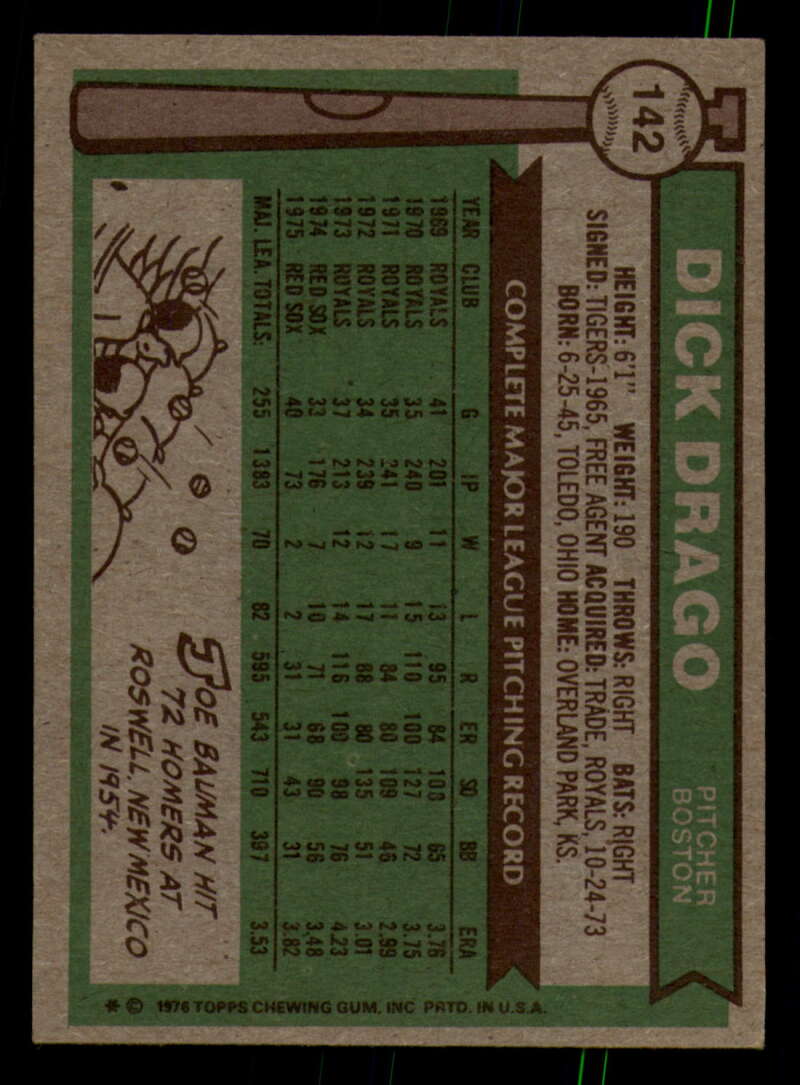 142
DICK DRAGO
PITCHER
BOSTON
HEIGHT: 6'1" WEIGHT: 190 THROWS: RIGHT BATS: RIGHT
SIGNED: TIGERS-1965, FREE AGENT ACQUIRED: TRADE, ROYALS, 10-24-73
BORN: 6-25-45, TOLEDO, OHIO HOME: OVERLAND PARK, KS.
COMPLETE MAJOR LEAGUE PITCHING RECORD
YEAR CLUB G IP W L R ER SO BB ERA
1969 ROYALS 41 201 11 13 95 84 108 65 3.76
1970 ROYALS 35 240 9 15 110 100 127 72 3.75
1971 ROYALS 35 241 17 11 84 80 109 46 2.99
1972 ROYALS 34 239 12 17 88 80 135 51 3.01
1973 ROYALS 37 213 12 14 116 100 98 76 4.23
1974 RED SOX 33 176 7 10 71 68 90 56 3.48
1975 RED SOX 40 73 2 2 31 31 43 31 3.82
MAJ. LEA. TOTALS: 255 1383 70 82 595 543 710 397 3.53
JOE BAUMAN HIT
72 HOMERS AT
ROSWELL, NEW MEXICO
IN 1954.
* © 1976 TOPPS CHEWING GUM, INC PRTD. IN U.S.A.